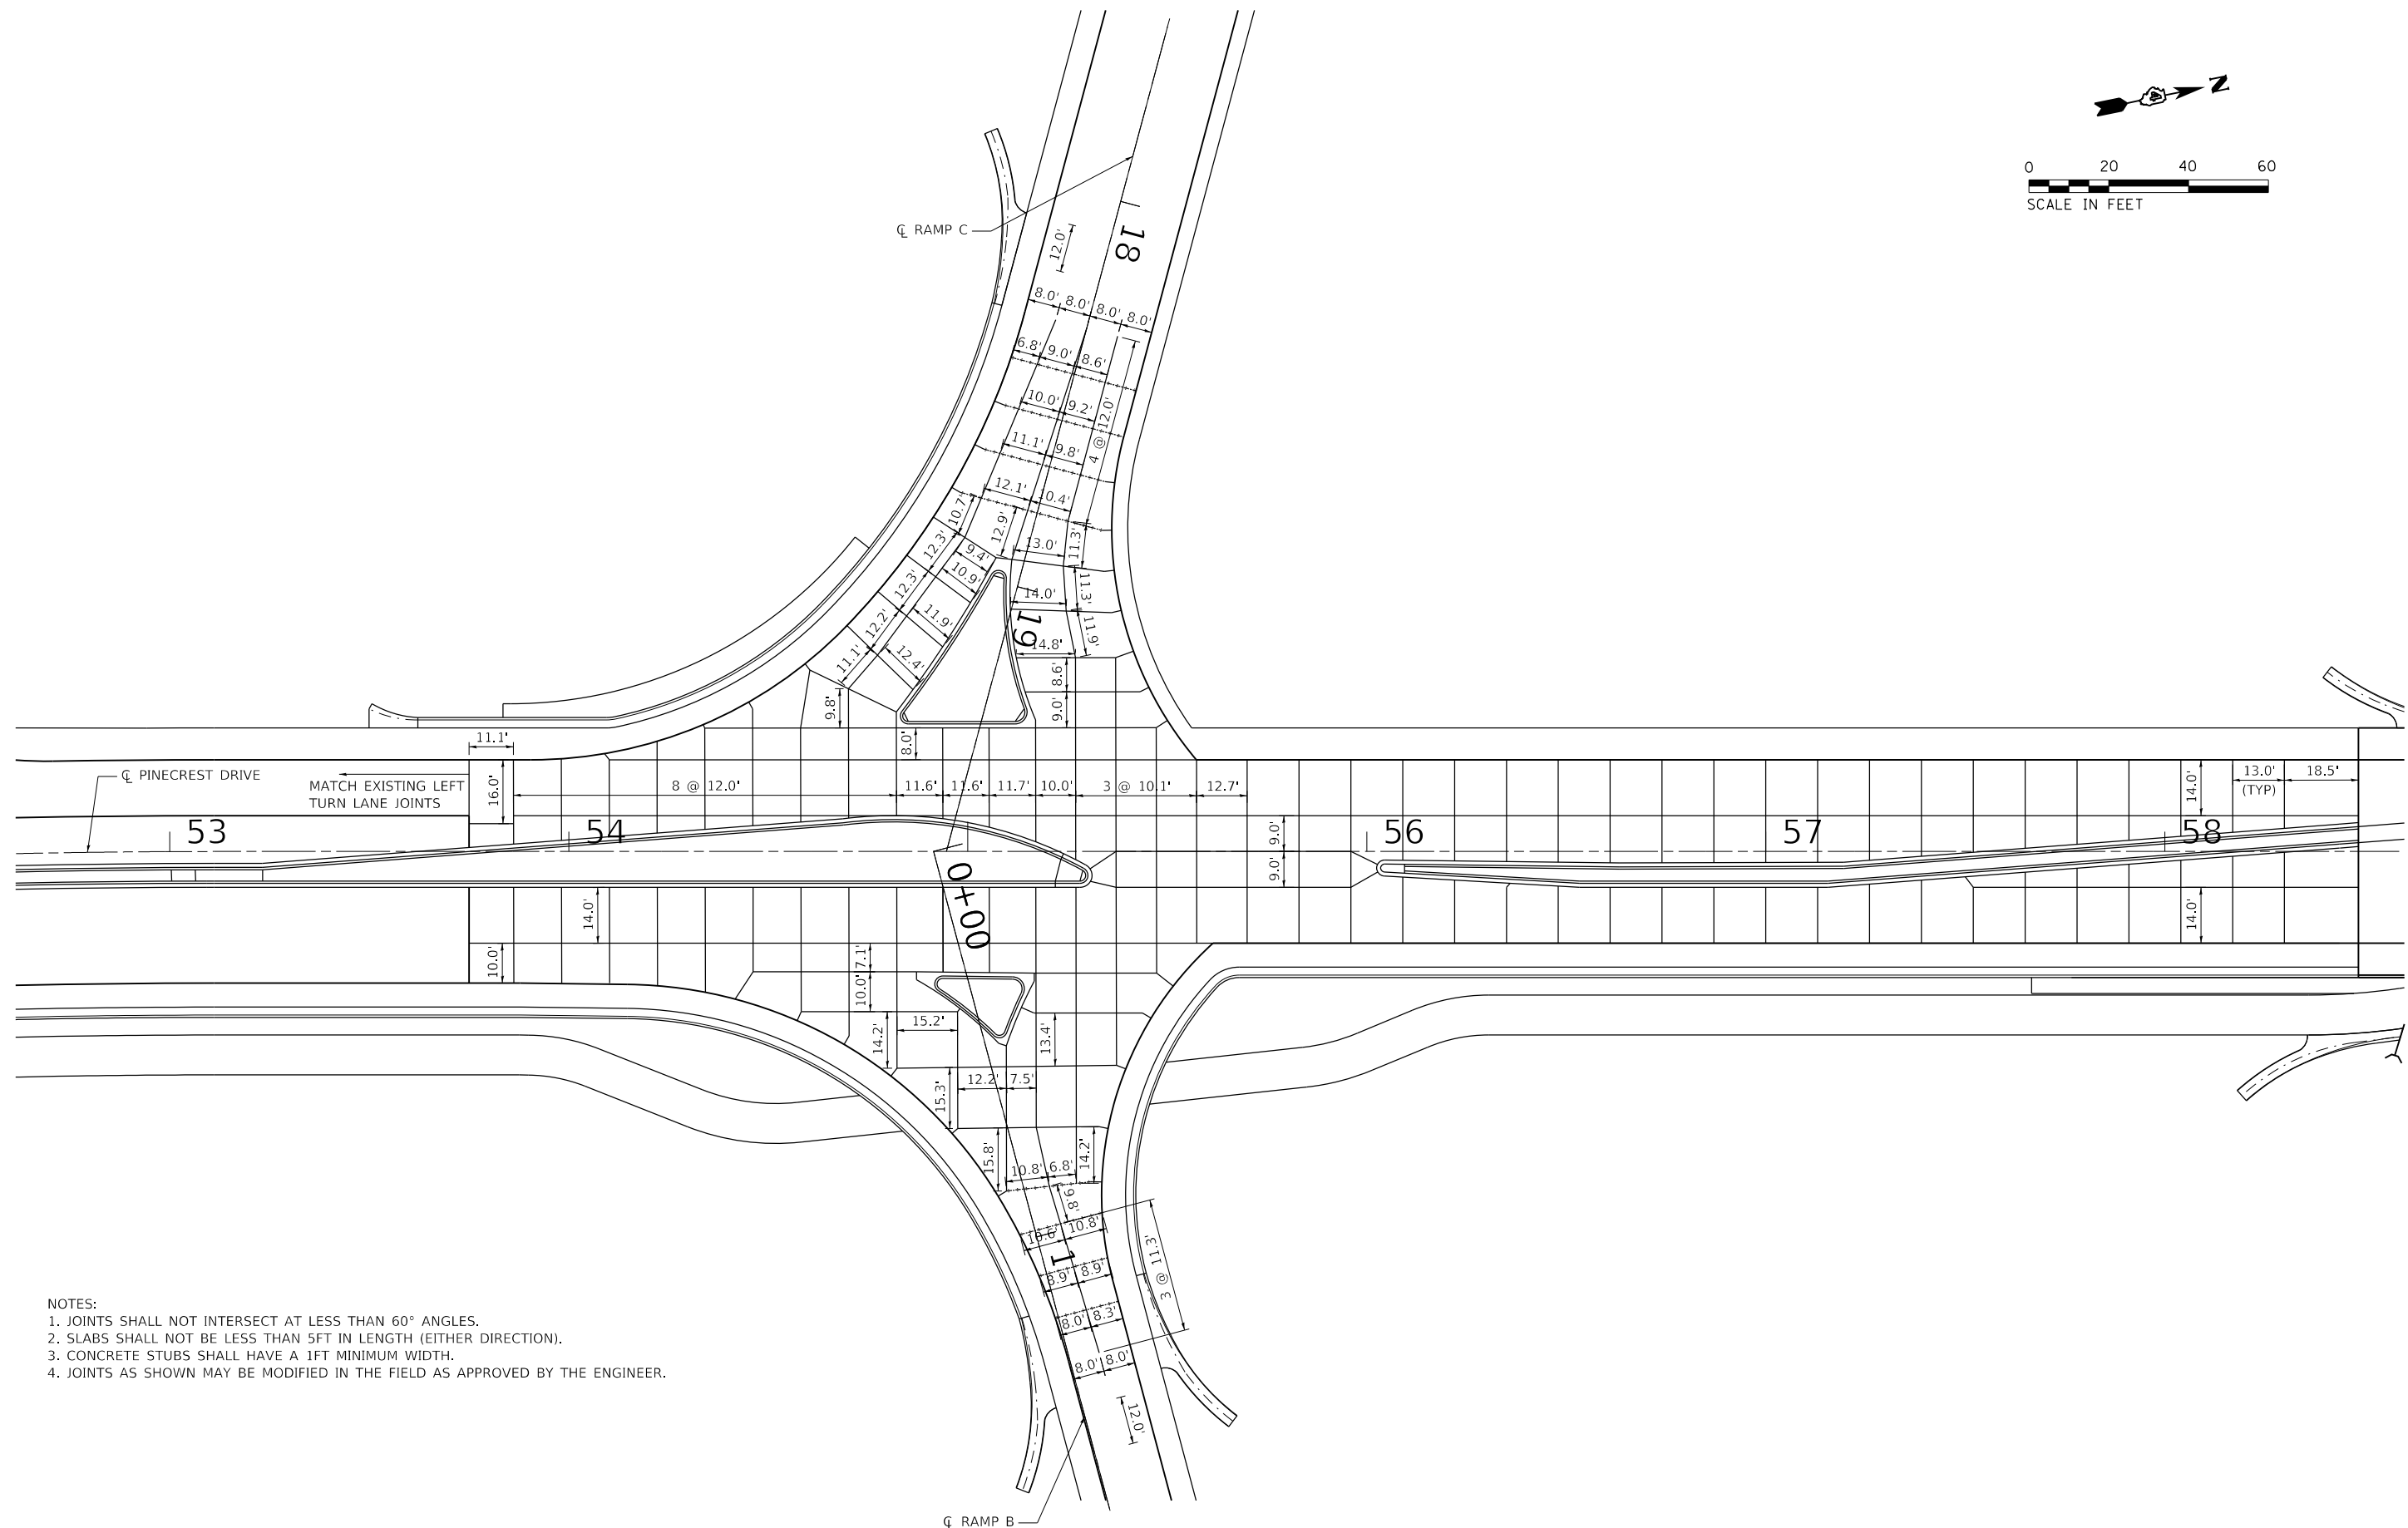 N
0 20 40 60
SCALE IN FEET
℄ RAMP C
18
12.0'
8.0' 8.0' 8.0' 8.0'
6.8' 9.0' 8.6'
10.0' 9.2'
4 @ 12.0'
11.1' 9.8'
12.1' 10.4'
10.7' 12.9'
12.3' 9.4' 13.0' 11.3'
12.3' 10.9' 14.0' 11.3'
12.2' 11.9' 19 11.9'
11.1' 12.4' 14.8'
8.6'
9.8' 9.0'
11.1' 8.0'
℄ PINECREST DRIVE
MATCH EXISTING LEFT
TURN LANE JOINTS
16.0' 8 @ 12.0' 11.6' 11.6' 11.7' 10.0' 3 @ 10.1' 12.7' 14.0' 13.0' 18.5'
(TYP)
53 54 56 57 58
9.0'
9.0'
0+00
14.0' 14.0'
10.0' 7.1'
10.0'
15.2'
14.2' 13.4'
12.2' 7.5'
15.3'
15.8' 14.2'
10.8' 6.8'
9.8'
10.6' 10.8'
1
8.9' 8.9'
3 @ 11.3'
8.0' 8.3'
8.0' 8.0'
12.0'
NOTES:
1. JOINTS SHALL NOT INTERSECT AT LESS THAN 60° ANGLES.
2. SLABS SHALL NOT BE LESS THAN 5FT IN LENGTH (EITHER DIRECTION).
3. CONCRETE STUBS SHALL HAVE A 1FT MINIMUM WIDTH.
4. JOINTS AS SHOWN MAY BE MODIFIED IN THE FIELD AS APPROVED BY THE ENGINEER.
℄ RAMP B